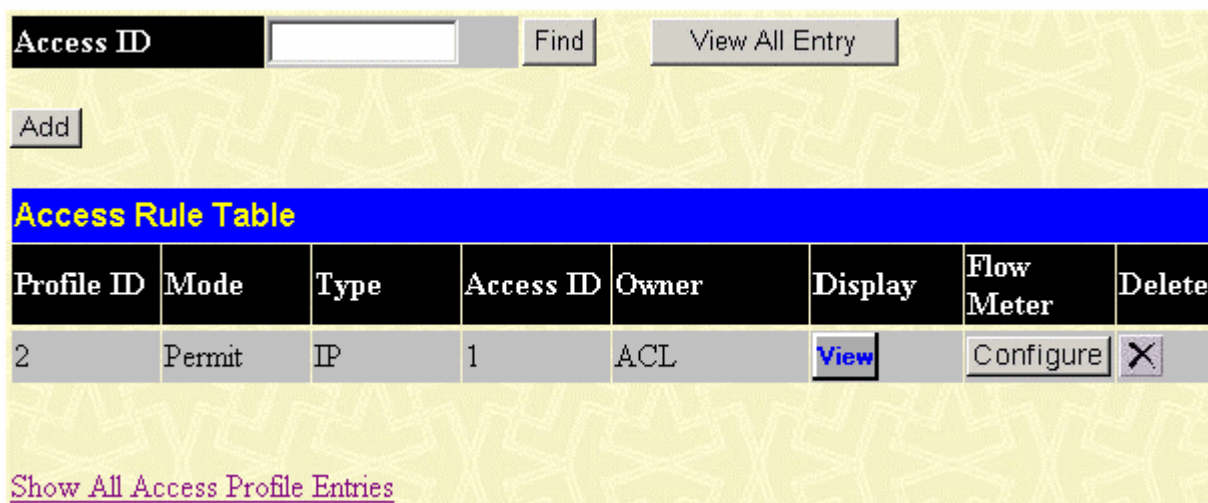 Access ID Find View All Entry
Add
Access Rule Table
Profile ID Mode Type Access ID Owner Display Flow Meter Delete
2 Permit IP 1 ACL View Configure X
Show All Access Profile Entries